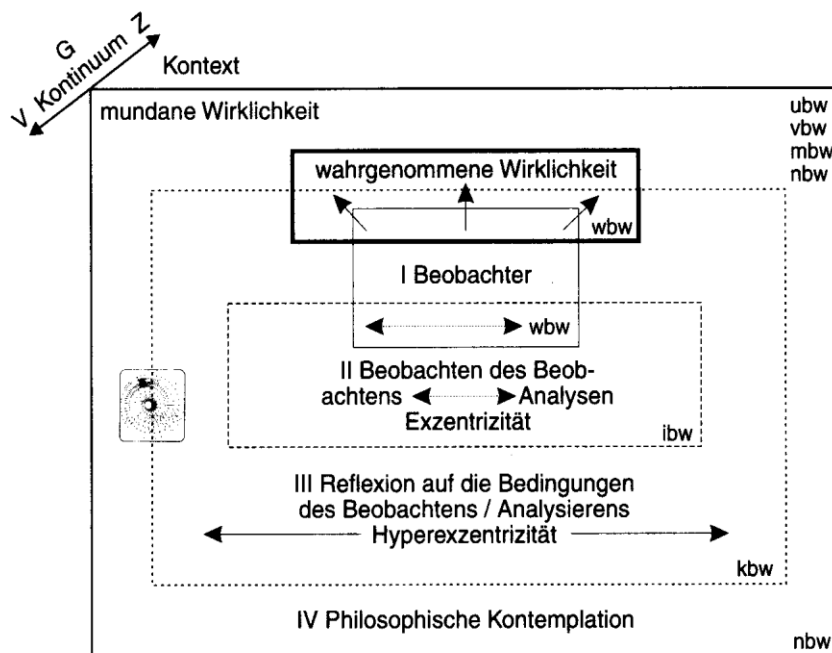 G
V Kontinuum Z
Kontext
mundane Wirklichkeit
ubw
vbw
mbw
nbw
wahrgenommene Wirklichkeit
wbw
I Beobachter
wbw
II Beobachten des Beob-
achtens Analysen
Exzentrizität
ibw
III Reflexion auf die Bedingungen
des Beobachtens / Analysierens
Hyperexzentrizität
kbw
IV Philosophische Kontemplation
nbw